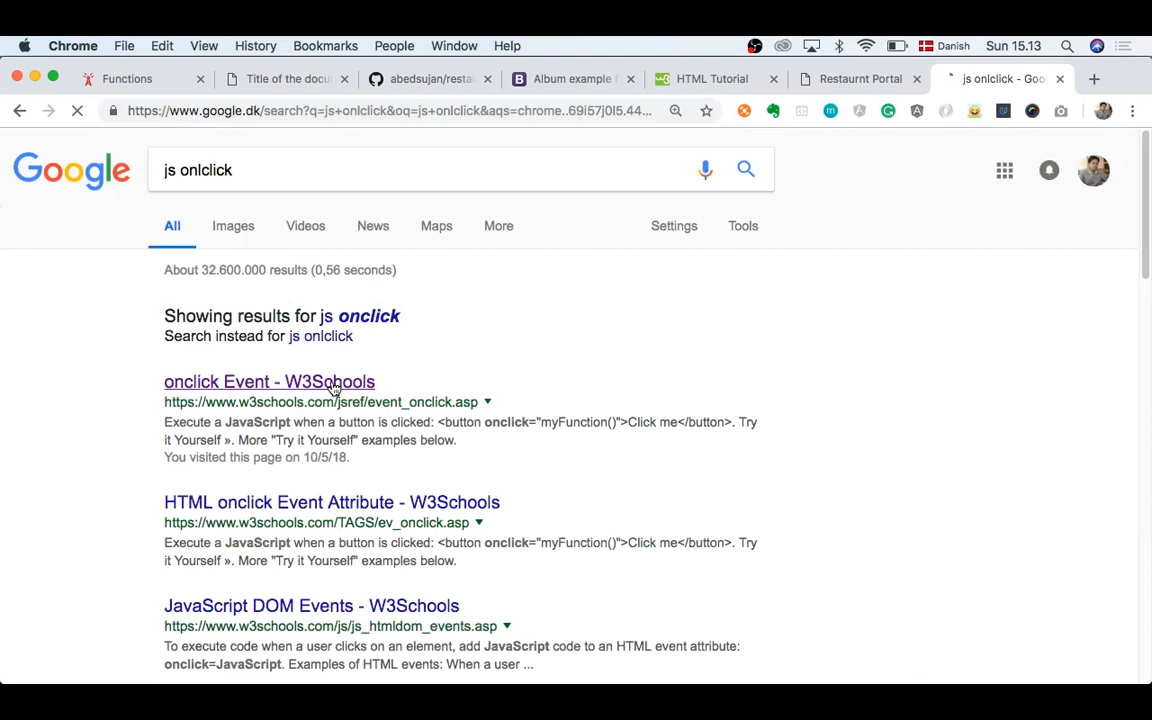 Chrome File Edit View History Bookmarks People Window Help Danish Sun 15.13
Functions Title of the docu abedsujan/resta Album example f HTML Tutorial Restaurnt Portal js onlclick - Goo
https://www.google.dk/search?q=js+onlclick&oq=js+onlclick&aqs=chrome..69i57j0l5.44...
Google js onlclick
All Images Videos News Maps More Settings Tools
About 32.600.000 results (0,56 seconds)
Showing results for js onclick
Search instead for js onlclick
onclick Event - W3Schools
https://www.w3schools.com/jsref/event_onclick.asp
Execute a JavaScript when a button is clicked: <button onclick="myFunction()">Click me</button>. Try
it Yourself ». More "Try it Yourself" examples below.
You visited this page on 10/5/18.
HTML onclick Event Attribute - W3Schools
https://www.w3schools.com/TAGS/ev_onclick.asp
Execute a JavaScript when a button is clicked: <button onclick="myFunction()">Click me</button>. Try
it Yourself ». More "Try it Yourself" examples below.
JavaScript DOM Events - W3Schools
https://www.w3schools.com/js/js_htmldom_events.asp
To execute code when a user clicks on an element, add JavaScript code to an HTML event attribute:
onclick=JavaScript. Examples of HTML events: When a user ...